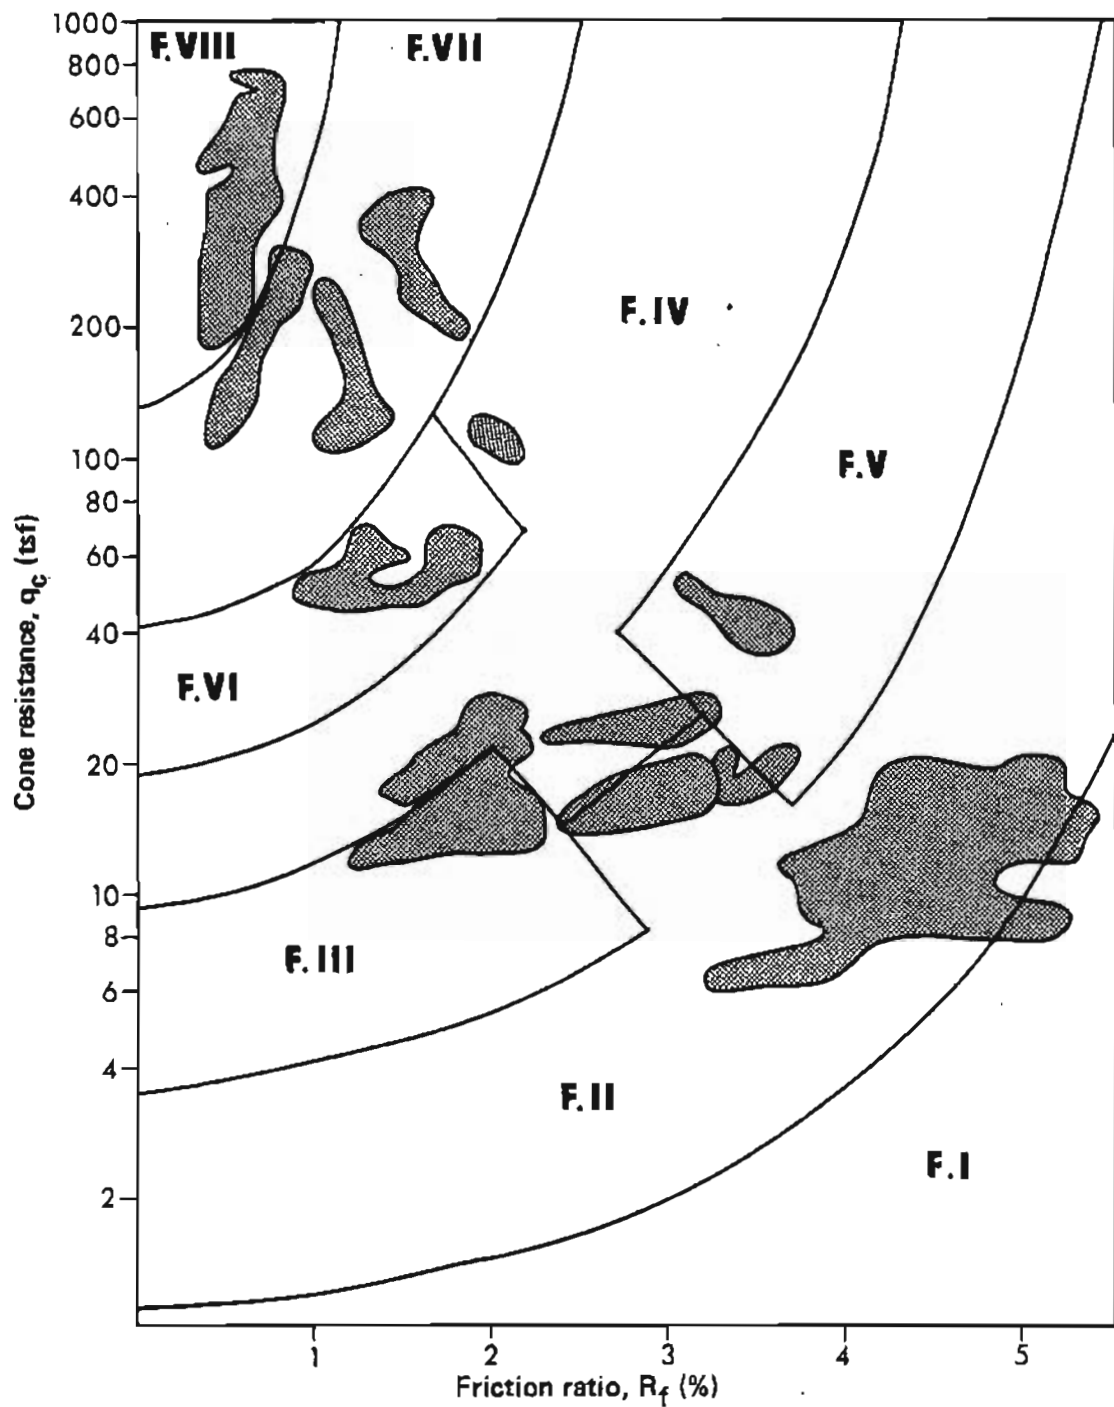 1000
800
600
400
200
100
80
60
40
20
10
8
6
4
2
Cone resistance, qc (tsf)
F.VIII
F.VII
F.IV
F.V
F.VI
F.III
F.II
F.I
1 2 3 4 5
Friction ratio, Rf (%)